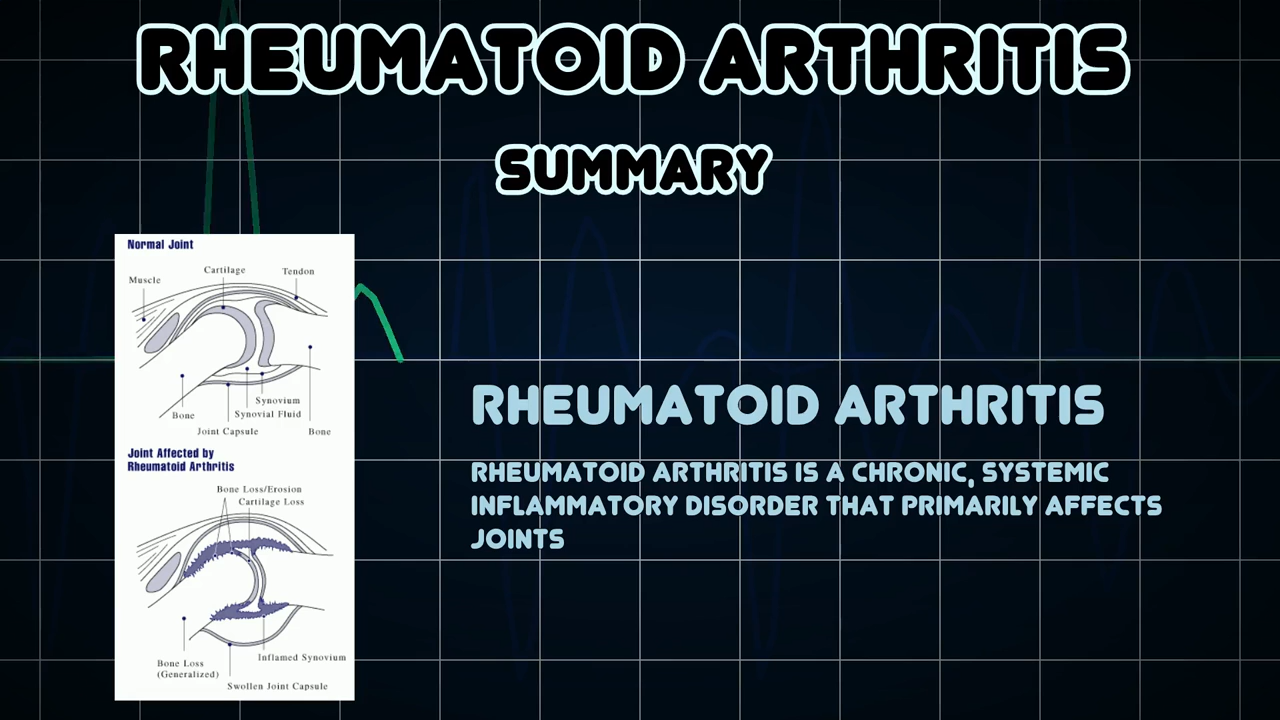 RHEUMATOID ARTHRITIS
SUMMARY
Normal Joint
Cartilage
Tendon
Muscle
Synovium
Bone
Synovial Fluid
Joint Capsule
Bone
Joint Affected by
Rheumatoid Arthritis
Bone Loss/Erosion
Cartilage Loss
Inflamed Synovium
Bone Loss
(Generalized)
Swollen Joint Capsule
RHEUMATOID ARTHRITIS
RHEUMATOID ARTHRITIS IS A CHRONIC, SYSTEMIC
INFLAMMATORY DISORDER THAT PRIMARILY AFFECTS
JOINTS